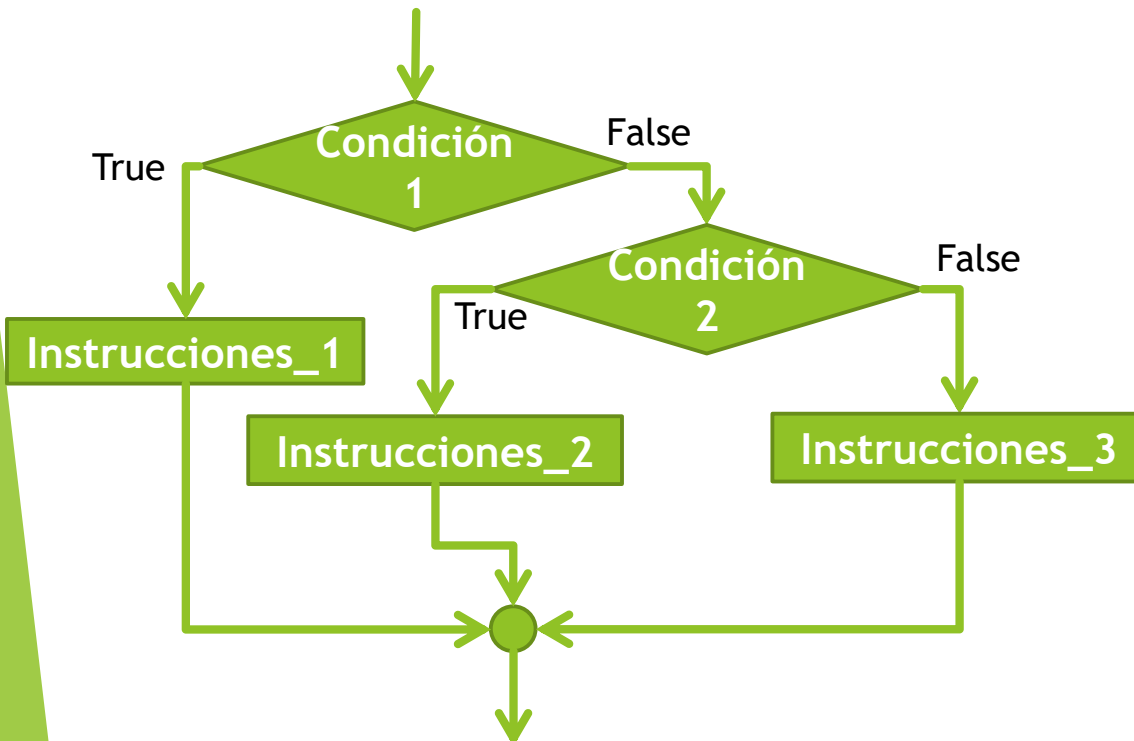 True
Condición
1
False
Condición
2
True
False
Instrucciones_1
Instrucciones_2
Instrucciones_3